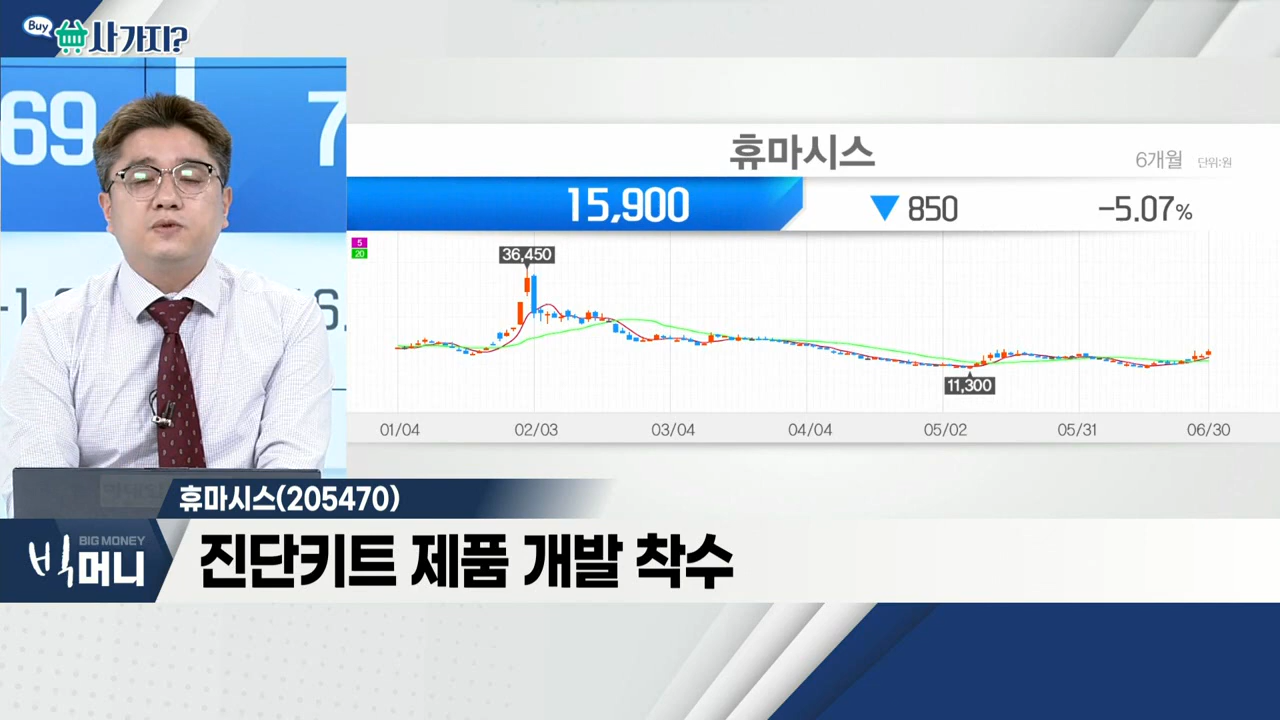 Buy 사가지?
69
7
휴마시스
6개월 단위:원
15,900 ▼ 850 -5.07%
5
20
36,450
11,300
01/04 02/03 03/04 04/04 05/02 05/31 06/30
휴마시스(205470)
BIG MONEY
빅머니
진단키트 제품 개발 착수